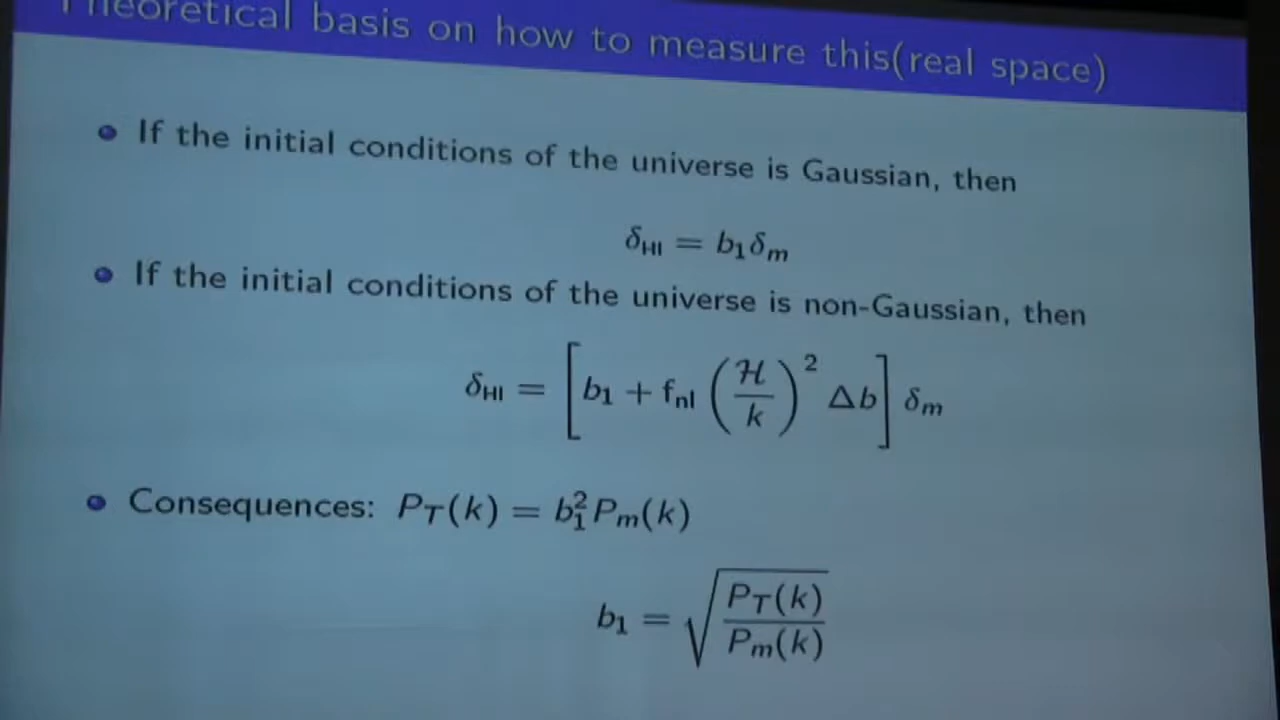 Theoretical basis on how to measure this(real space)
If the initial conditions of the universe is Gaussian, then
δ_HI = b_1 δ_m
If the initial conditions of the universe is non-Gaussian, then
δ_HI = [b_1 + f_nl (ℋ/k)^2 Δb] δ_m
Consequences: P_T(k) = b_1^2 P_m(k)
b_1 = √(P_T(k)/P_m(k))